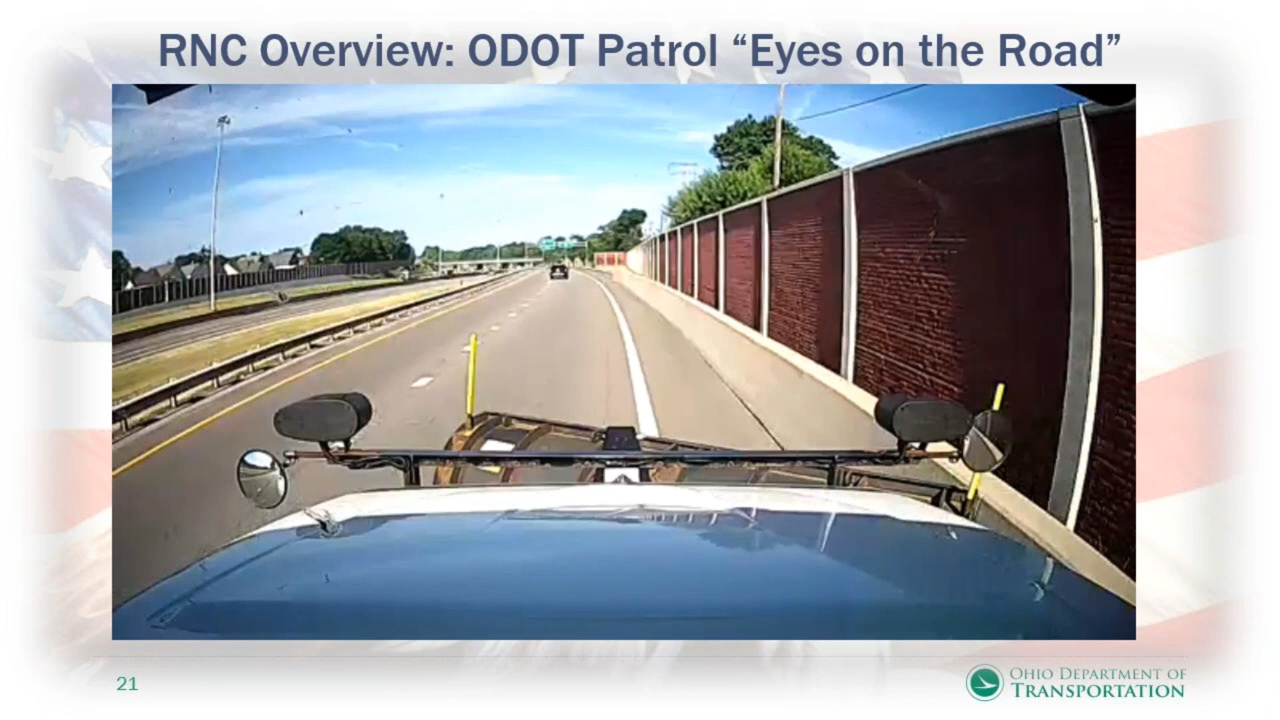 RNC Overview: ODOT Patrol “Eyes on the Road”
21
OHIO DEPARTMENT OF
TRANSPORTATION